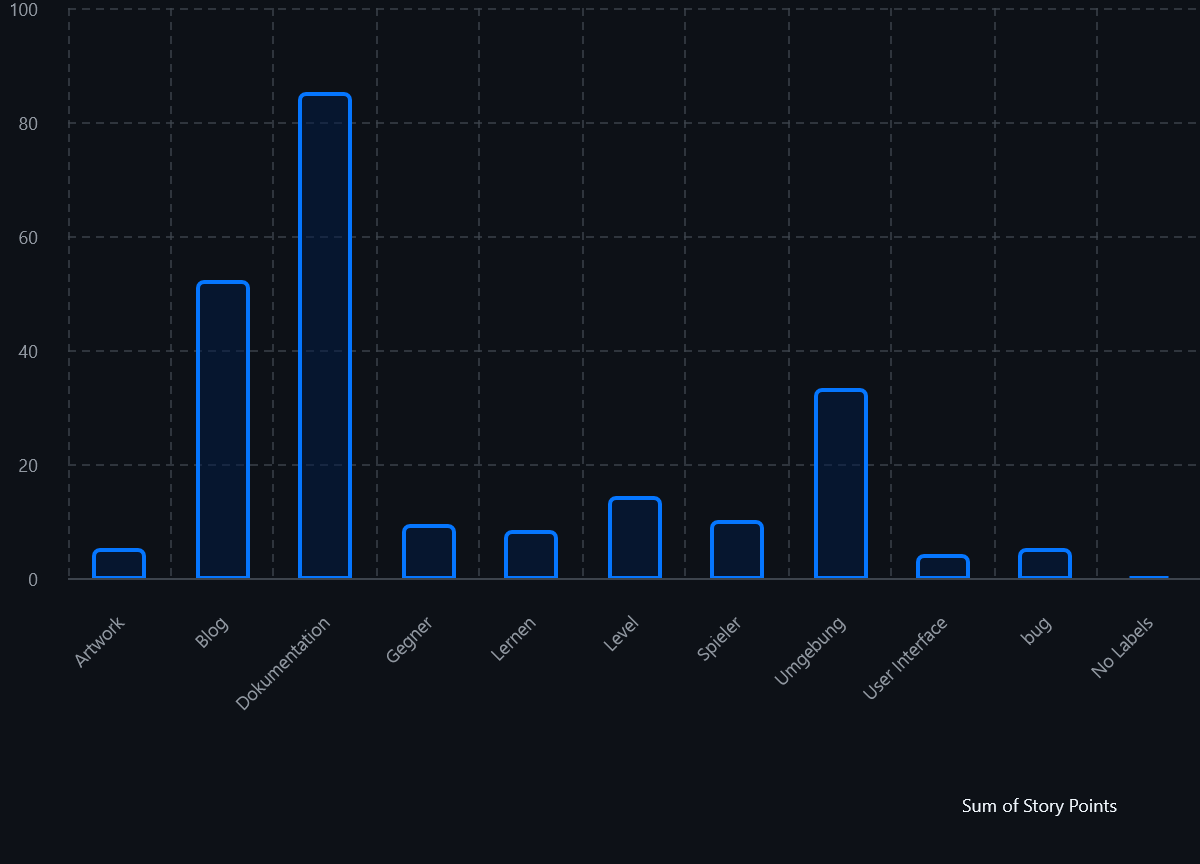 100
80
60
40
20
0
Artwork
Blog
Dokumentation
Gegner
Lernen
Level
Spieler
Umgebung
User Interface
bug
No Labels
Sum of Story Points